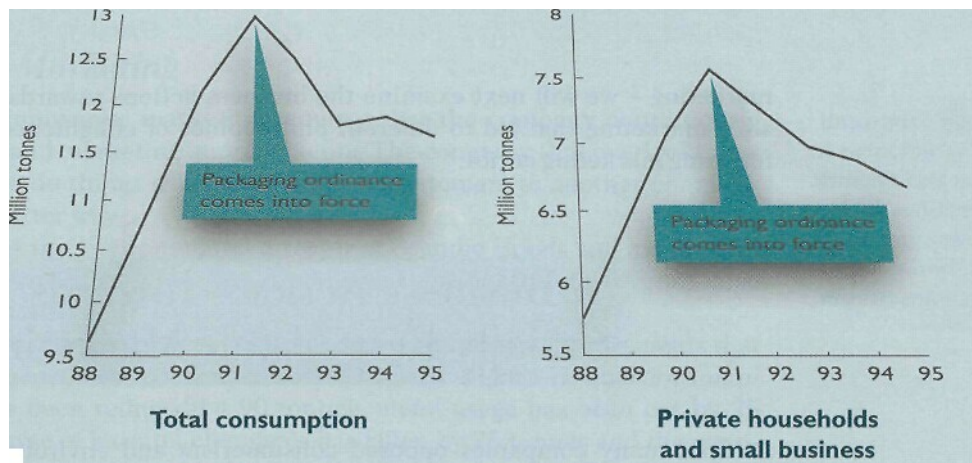 13
12.5
12
11.5
11
10.5
10
9.5
Million tonnes
88 89 90 91 92 93 94 95
Packaging ordinance
comes into force
Total consumption
8
7.5
7
6.5
6
5.5
Million tonnes
88 89 90 91 92 93 94 95
Packaging ordinance
comes into force
Private households
and small business